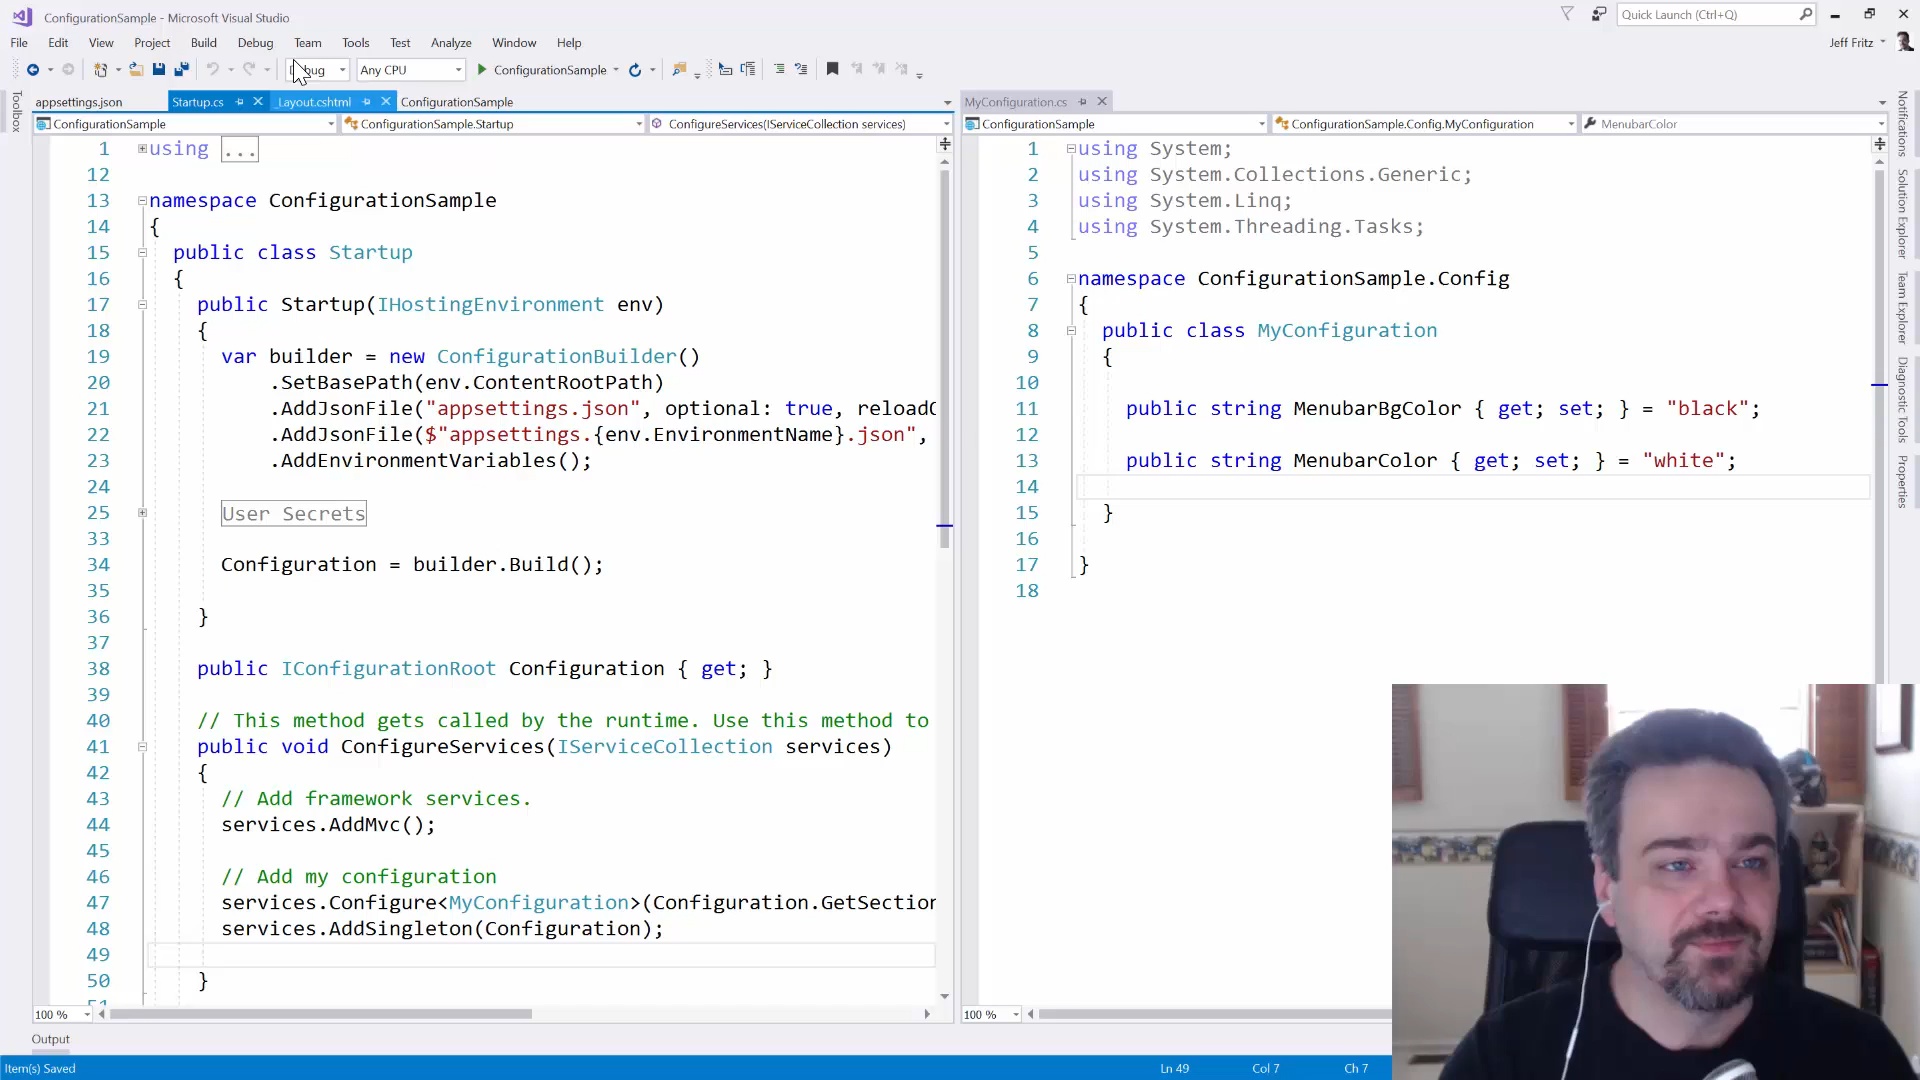 ConfigurationSample - Microsoft Visual Studio
Quick Launch (Ctrl+Q)
File Edit View Project Build Debug Team Tools Test Analyze Window Help
Jeff Fritz
Any CPU
ConfigurationSample
appsettings.json
Startup.cs
_Layout.cshtml
ConfigurationSample
MyConfiguration.cs
ConfigurationSample
ConfigurationSample.Startup
ConfigureServices(IServiceCollection services)
ConfigurationSample
ConfigurationSample.Config.MyConfiguration
MenubarColor
Toolbox
1 using ...
12
13 namespace ConfigurationSample
14 {
15 public class Startup
16 {
17 public Startup(IHostingEnvironment env)
18 {
19 var builder = new ConfigurationBuilder()
20 .SetBasePath(env.ContentRootPath)
21 .AddJsonFile("appsettings.json", optional: true, reloadO
22 .AddJsonFile($"appsettings.{env.EnvironmentName}.json",
23 .AddEnvironmentVariables();
24
25 User Secrets
33
34 Configuration = builder.Build();
35
36 }
37
38 public IConfigurationRoot Configuration { get; }
39
40 // This method gets called by the runtime. Use this method to
41 public void ConfigureServices(IServiceCollection services)
42 {
43 // Add framework services.
44 services.AddMvc();
45
46 // Add my configuration
47 services.Configure<MyConfiguration>(Configuration.GetSection
48 services.AddSingleton(Configuration);
49
50 }
51
100 %
1 using System;
2 using System.Collections.Generic;
3 using System.Linq;
4 using System.Threading.Tasks;
5
6 namespace ConfigurationSample.Config
7 {
8 public class MyConfiguration
9 {
10
11 public string MenubarBgColor { get; set; } = "black";
12
13 public string MenubarColor { get; set; } = "white";
14
15 }
16
17 }
18
100 %
Notifications
Solution Explorer
Team Explorer
Diagnostic Tools
Properties
Output
Item(s) Saved
Ln 49
Col 7
Ch 7